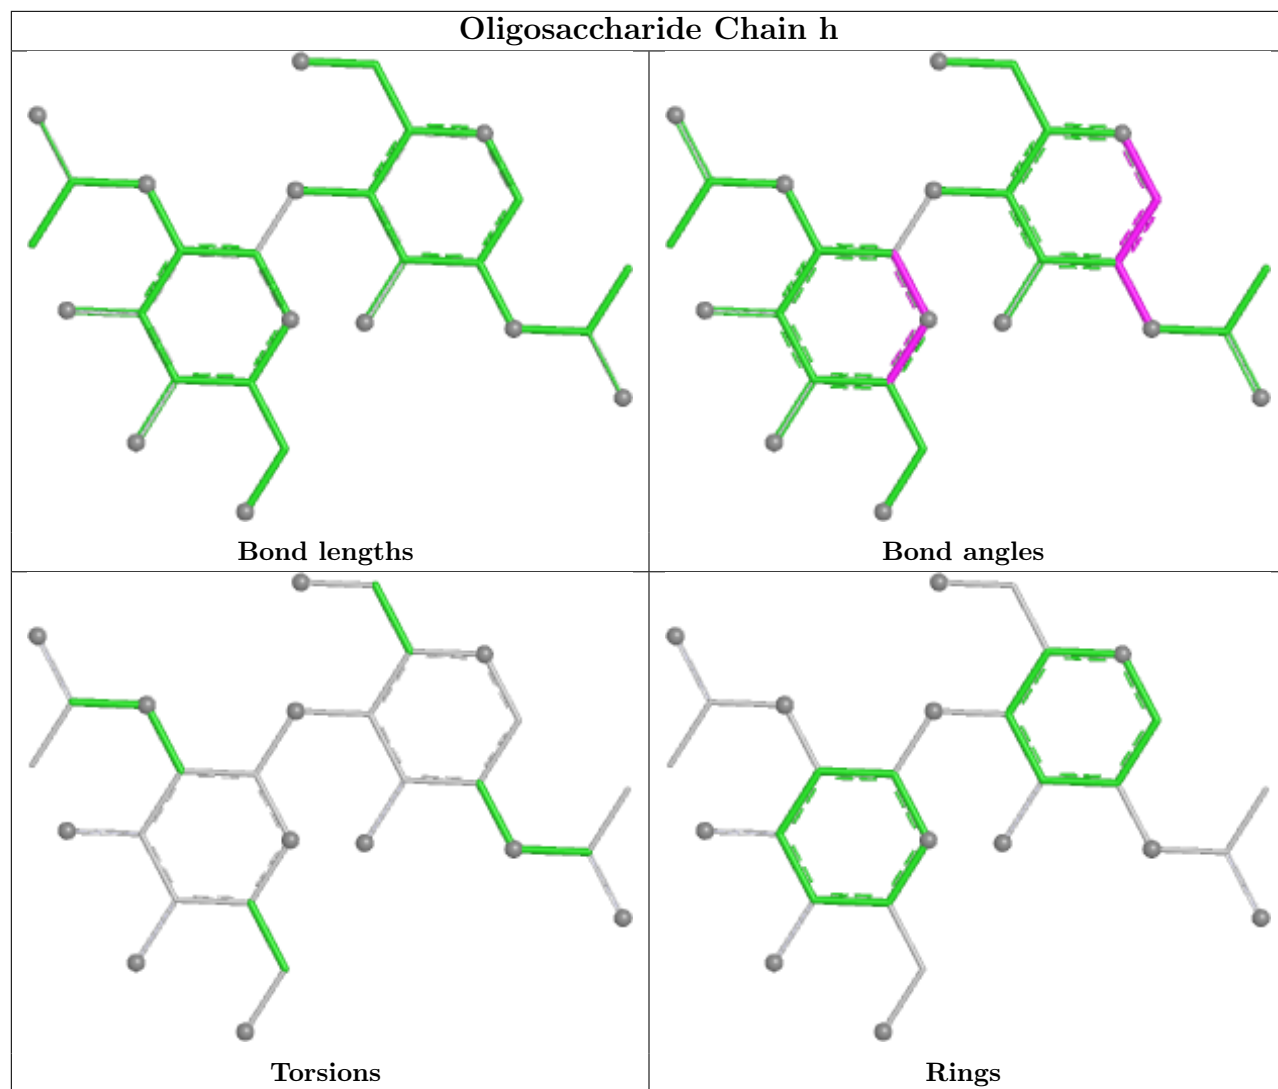 Oligosaccharide Chain h
Bond lengths
Bond angles
Torsions
Rings